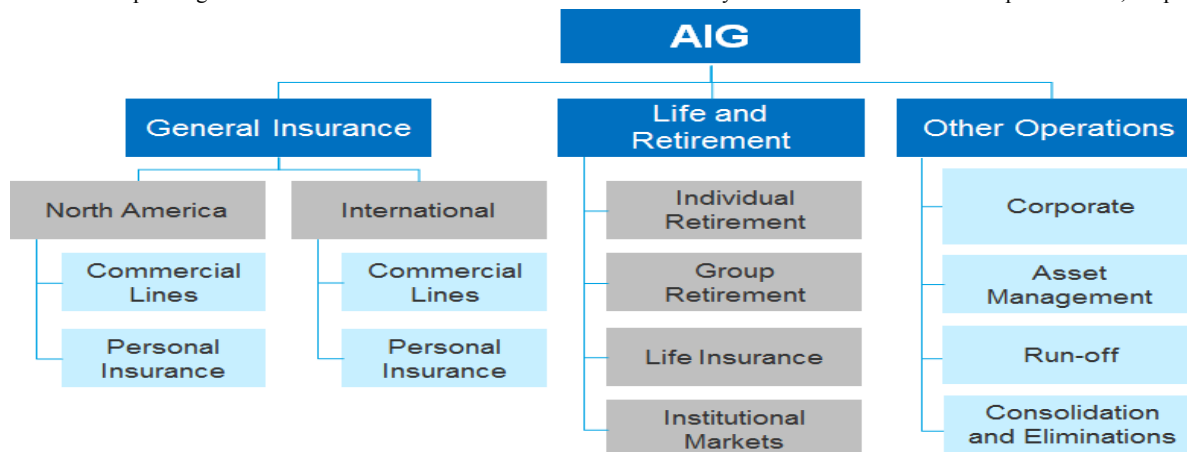 AIG
General Insurance
Life and
Retirement
Other Operations
North America
International
Commercial
Lines
Personal
Insurance
Commercial
Lines
Personal
Insurance
Individual
Retirement
Group
Retirement
Life Insurance
Institutional
Markets
Corporate
Asset
Management
Run-off
Consolidation
and Eliminations